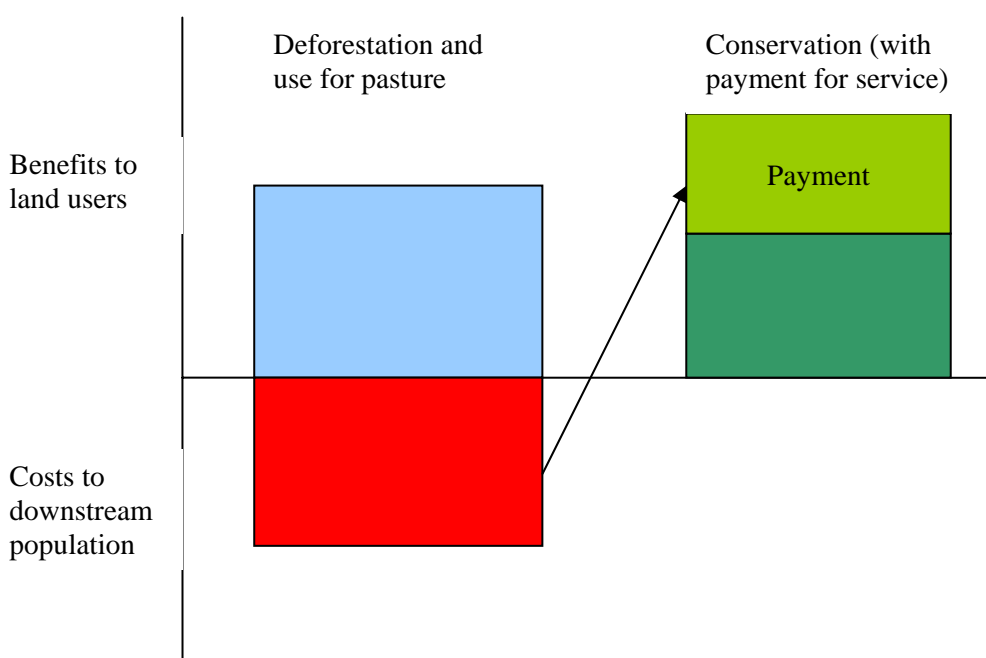 Deforestation and
use for pasture
Conservation (with
payment for service)
Benefits to
land users
Payment
Costs to
downstream
population